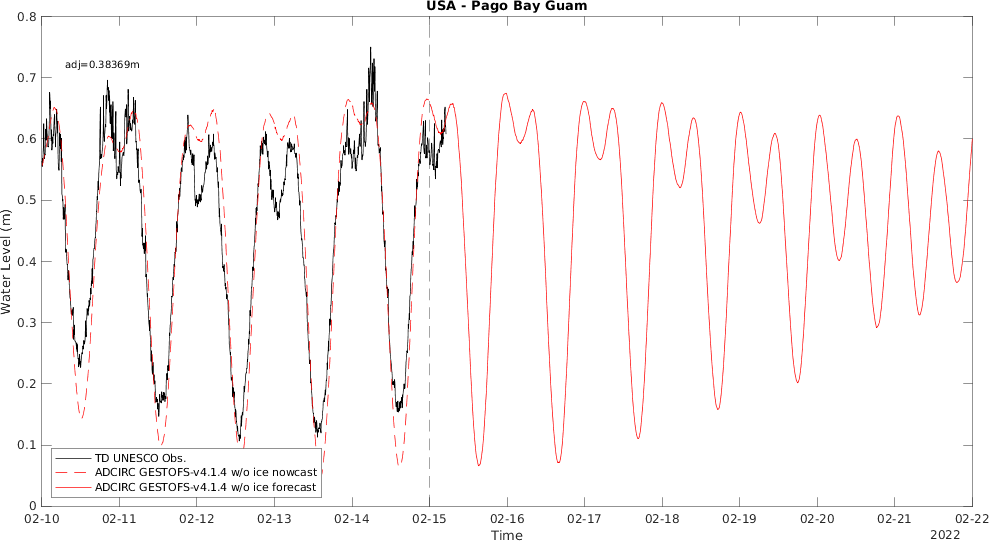 USA - Pago Bay Guam
adj=0.38369m
0.8
0.7
0.6
0.5
0.4
0.3
0.2
0.1
0
Water Level (m)
TD UNESCO Obs.
ADCIRC GESTOFS-v4.1.4 w/o ice nowcast
ADCIRC GESTOFS-v4.1.4 w/o ice forecast
02-10 02-11 02-12 02-13 02-14 02-15 02-16 02-17 02-18 02-19 02-20 02-21 02-22
Time
2022